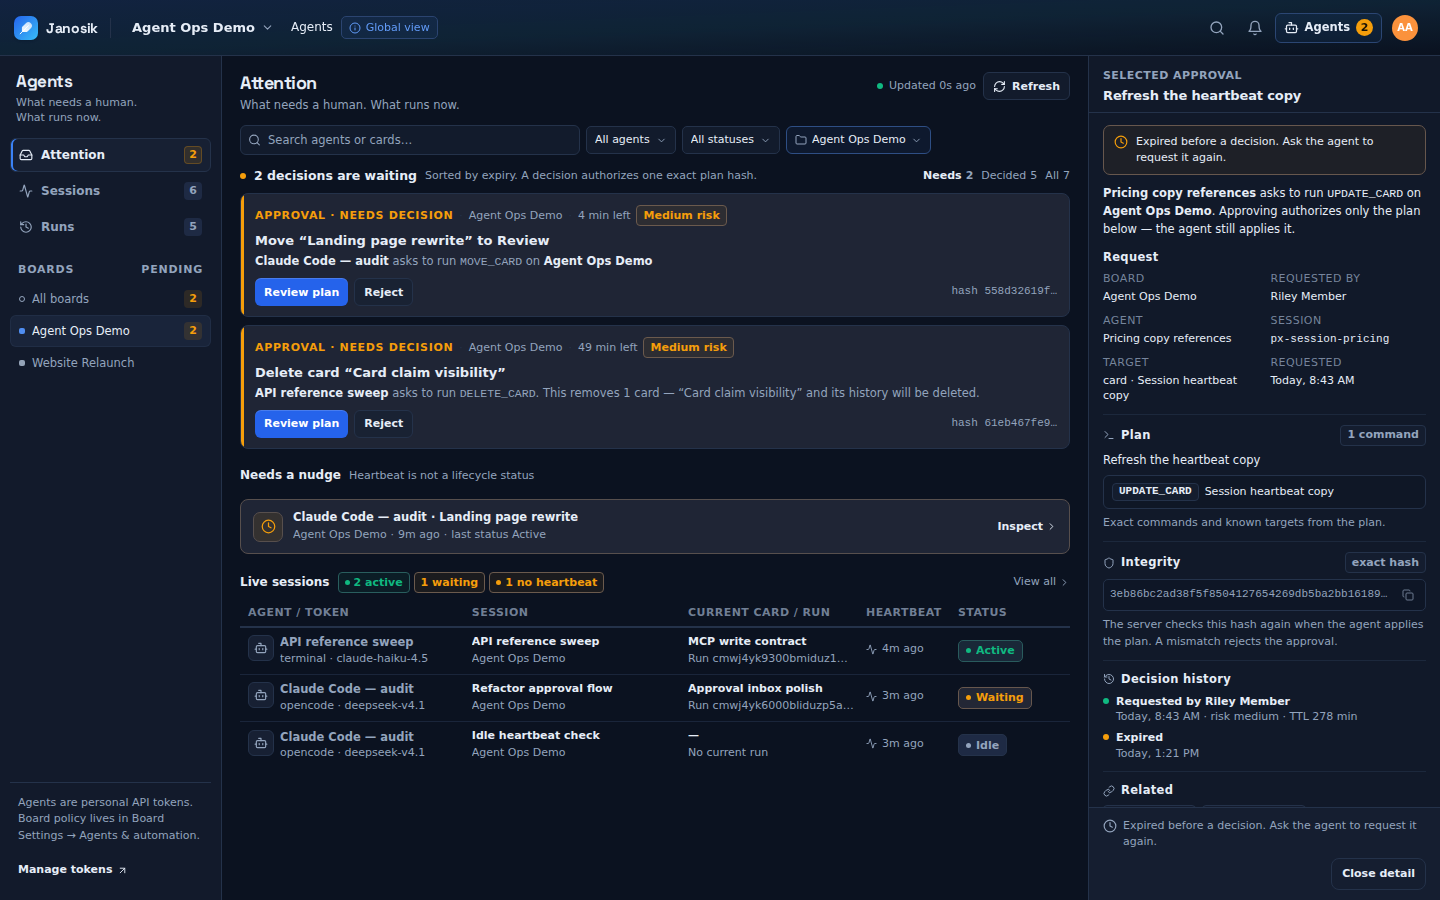 Janosik
Agent Ops Demo
Agents
Global view
Agents 2
AA
Agents
What needs a human.
What runs now.
Attention 2
Sessions 6
Runs 5
BOARDS PENDING
All boards 2
Agent Ops Demo 2
Website Relaunch
Agents are personal API tokens.
Board policy lives in Board
Settings → Agents & automation.
Manage tokens
Attention
What needs a human. What runs now.
Updated 0s ago
Refresh
Search agents or cards…
All agents
All statuses
Agent Ops Demo
2 decisions are waiting Sorted by expiry. A decision authorizes one exact plan hash.
Needs 2 Decided 5 All 7
APPROVAL · NEEDS DECISION Agent Ops Demo 4 min left Medium risk
Move “Landing page rewrite” to Review
Claude Code — audit asks to run MOVE_CARD on Agent Ops Demo
Review plan Reject hash 558d32619f…
APPROVAL · NEEDS DECISION Agent Ops Demo 49 min left Medium risk
Delete card “Card claim visibility”
API reference sweep asks to run DELETE_CARD. This removes 1 card — “Card claim visibility” and its history will be deleted.
Review plan Reject hash 61eb467fe9…
Needs a nudge Heartbeat is not a lifecycle status
Claude Code — audit · Landing page rewrite
Agent Ops Demo · 9m ago · last status Active
Inspect
Live sessions 2 active 1 waiting 1 no heartbeat View all
AGENT / TOKEN SESSION CURRENT CARD / RUN HEARTBEAT STATUS
API reference sweep API reference sweep MCP write contract 4m ago Active
terminal · claude-haiku-4.5 Agent Ops Demo Run cmwj4yk9300bmiduz1…
Claude Code — audit Refactor approval flow Approval inbox polish 3m ago Waiting
opencode · deepseek-v4.1 Agent Ops Demo Run cmwj4yk6000bliduzp5a…
Claude Code — audit Idle heartbeat check — 3m ago Idle
opencode · deepseek-v4.1 Agent Ops Demo No current run
SELECTED APPROVAL
Refresh the heartbeat copy
Expired before a decision. Ask the agent to
request it again.
Pricing copy references asks to run UPDATE_CARD on
Agent Ops Demo. Approving authorizes only the plan
below — the agent still applies it.
Request
BOARD REQUESTED BY
Agent Ops Demo Riley Member
AGENT SESSION
Pricing copy references px-session-pricing
TARGET REQUESTED
card · Session heartbeat Today, 8:43 AM
copy
Plan 1 command
Refresh the heartbeat copy
UPDATE_CARD Session heartbeat copy
Exact commands and known targets from the plan.
Integrity exact hash
3eb86bc2ad38f5f8504127654269db5ba2bb16189…
The server checks this hash again when the agent applies
the plan. A mismatch rejects the approval.
Decision history
Requested by Riley Member
Today, 8:43 AM · risk medium · TTL 278 min
Expired
Today, 1:21 PM
Related
Expired before a decision. Ask the agent to request it
again.
Close detail